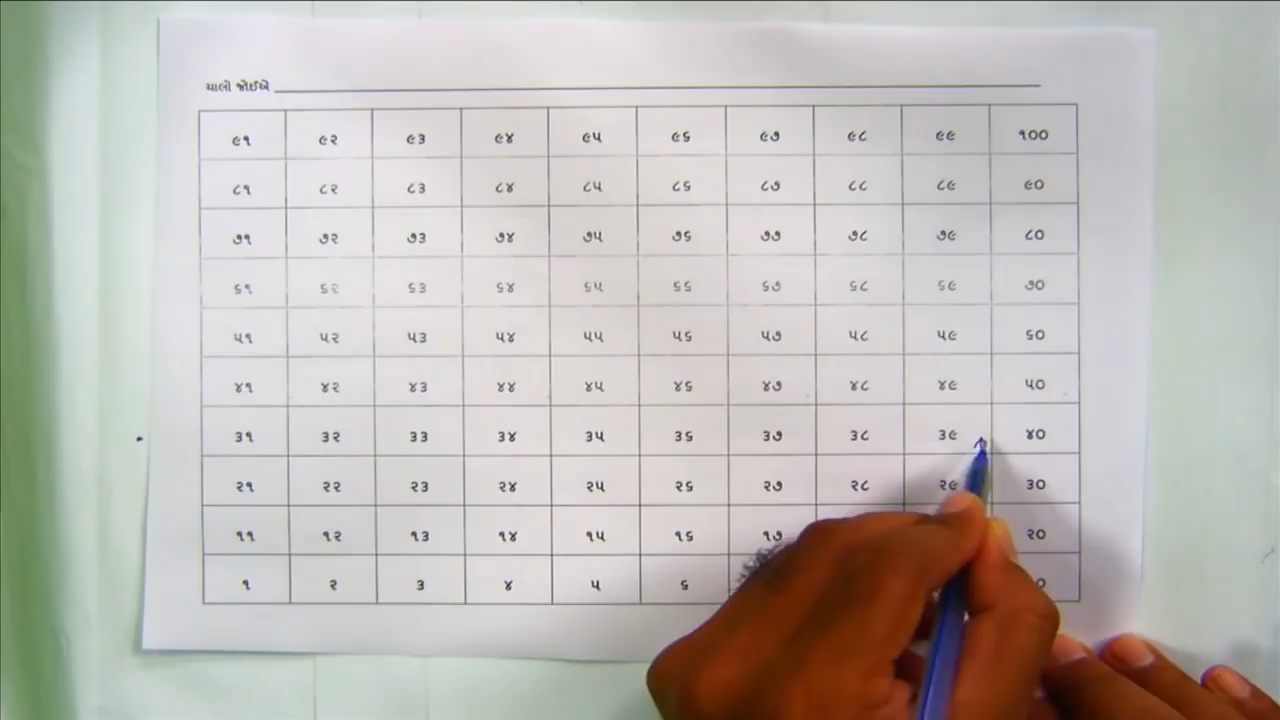 ચાલો જોઈએ
૯૧ ૯૨ ૯૩ ૯૪ ૯૫ ૯૬ ૯૭ ૯૮ ૯૯ ૧૦૦
૮૧ ૮૨ ૮૩ ૮૪ ૮૫ ૮૬ ૮૭ ૮૮ ૮૯ ૯૦
૭૧ ૭૨ ૭૩ ૭૪ ૭૫ ૭૬ ૭૭ ૭૮ ૭૯ ૮૦
૬૧ ૬૨ ૬૩ ૬૪ ૬૫ ૬૬ ૬૭ ૬૮ ૬૯ ૭૦
૫૧ ૫૨ ૫૩ ૫૪ ૫૫ ૫૬ ૫૭ ૫૮ ૫૯ ૬૦
૪૧ ૪૨ ૪૩ ૪૪ ૪૫ ૪૬ ૪૭ ૪૮ ૪૯ ૫૦
૩૧ ૩૨ ૩૩ ૩૪ ૩૫ ૩૬ ૩૭ ૩૮ ૩૯ ૪૦
૨૧ ૨૨ ૨૩ ૨૪ ૨૫ ૨૬ ૨૭ ૨૮ ૨૯ ૩૦
૧૧ ૧૨ ૧૩ ૧૪ ૧૫ ૧૬ ૧૭ ૨૦
૧ ૨ ૩ ૪ ૫ ૬